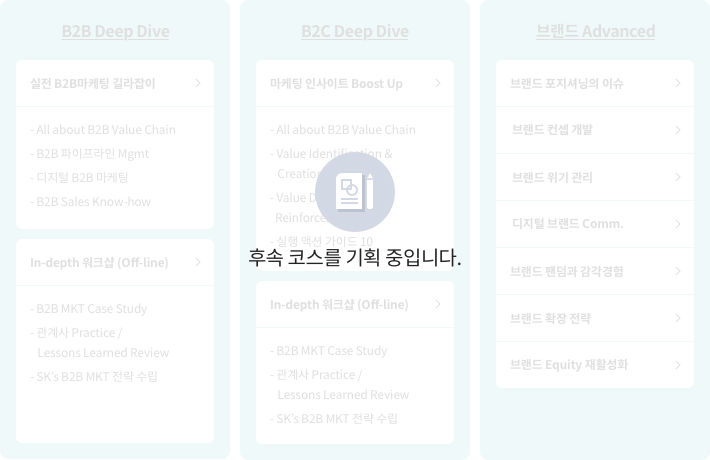 B2B Deep Dive
실전 B2B마케팅 길라잡이
- All about B2B Value Chain
- B2B 파이프라인 Mgmt
- 디지털 B2B 마케팅
- B2B Sales Know-how
In-depth 워크샵 (Off-line)
- B2B MKT Case Study
- 관계사 Practice /
Lessons Learned Review
- SK's B2B MKT 전략 수립
B2C Deep Dive
마케팅 인사이트 Boost Up
- All about B2B Value Chain
- Value Identification &
Creation
- Value D
Reinforce
- 실행 액션 가이드 10
후속 코스를 기획 중입니다.
In-depth 워크샵 (Off-line)
- B2B MKT Case Study
- 관계사 Practice /
Lessons Learned Review
- SK's B2B MKT 전략 수립
브랜드 Advanced
브랜드 포지셔닝의 이슈
브랜드 컨셉 개발
브랜드 위기 관리
디지털 브랜드 Comm.
브랜드 팬덤과 감각경험
브랜드 확장 전략
브랜드 Equity 재활성화